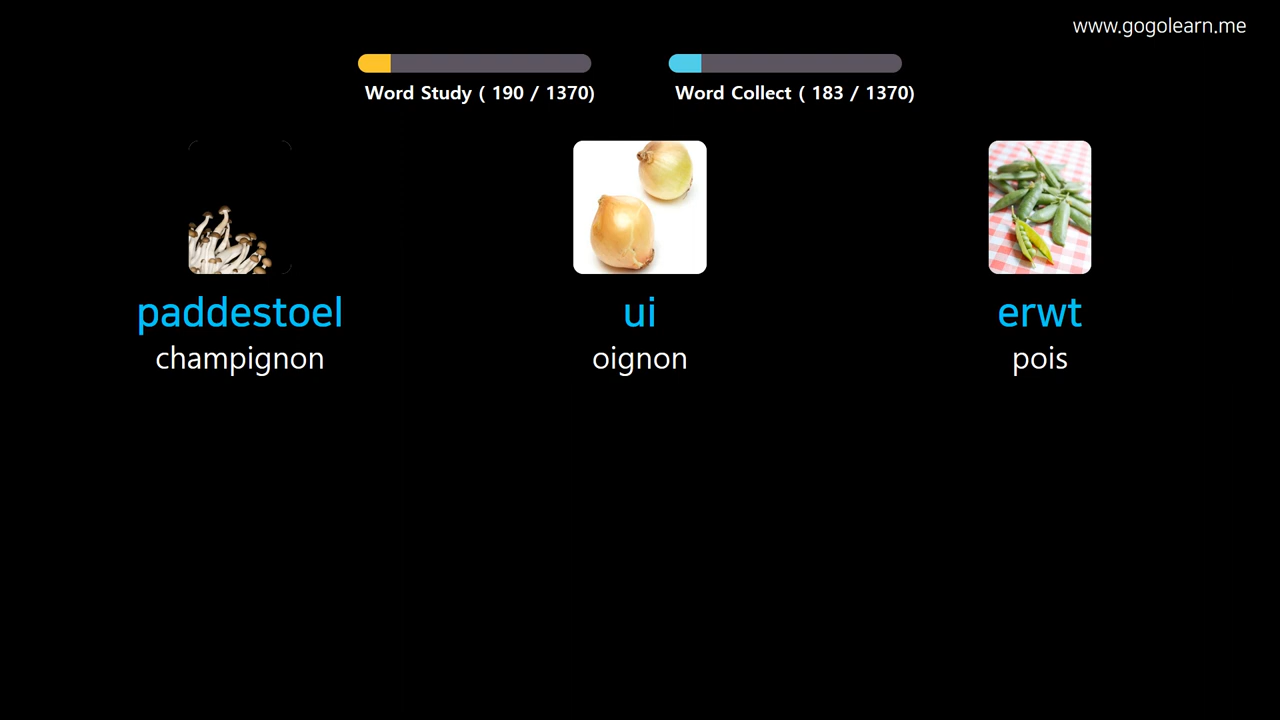 www.gogolearn.me
Word Study ( 190 / 1370)
Word Collect ( 183 / 1370)
paddestoel
ui
erwt
champignon
oignon
pois